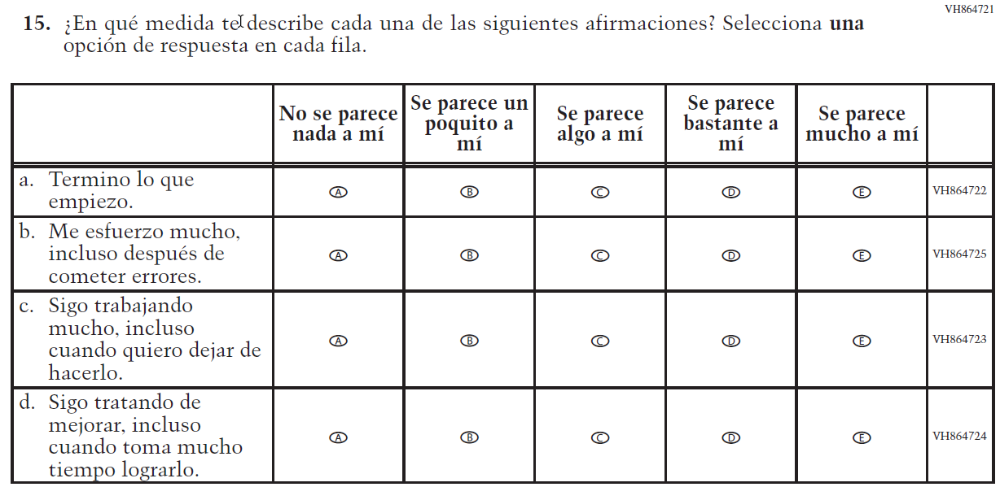 VH864721
15. ¿En qué medida te describe cada una de las siguientes afirmaciones? Selecciona una
opción de respuesta en cada fila.
No se parece
nada a mí
Se parece un
poquito a
mí
Se parece
algo a mí
Se parece
bastante a
mí
Se parece
mucho a mí
a. Termino lo que
empiezo.
A B C D E VH864722
b. Me esfuerzo mucho,
incluso después de
cometer errores.
A B C D E VH864725
c. Sigo trabajando
mucho, incluso
cuando quiero dejar de
hacerlo.
A B C D E VH864723
d. Sigo tratando de
mejorar, incluso
cuando toma mucho
tiempo lograrlo.
A B C D E VH864724